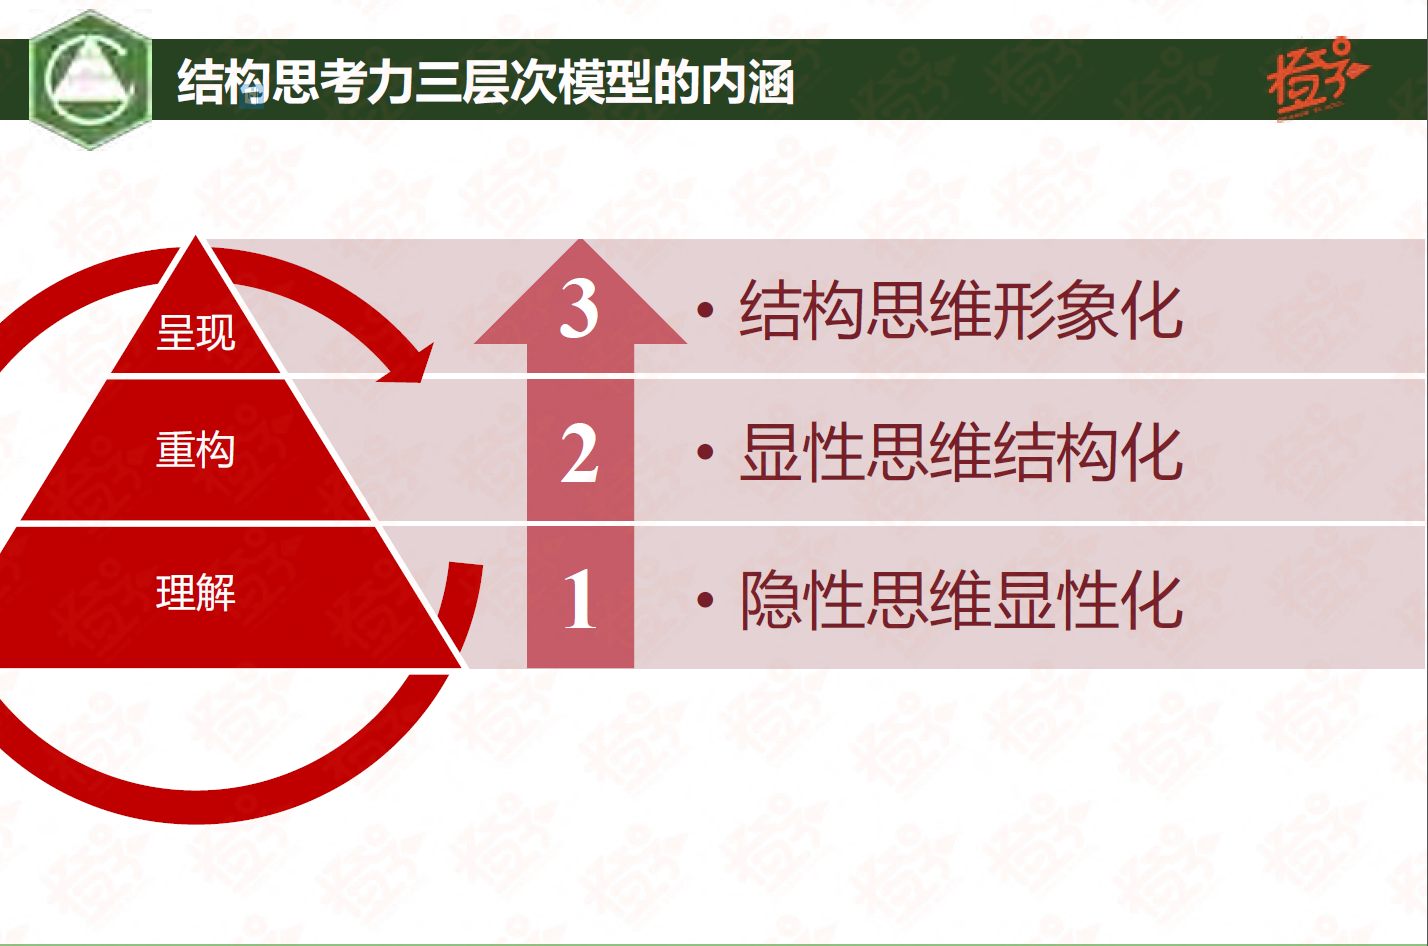 结构思考力三层次模型的内涵
橙子
呈现
3
• 结构思维形象化
重构
2
• 显性思维结构化
理解
1
• 隐性思维显性化